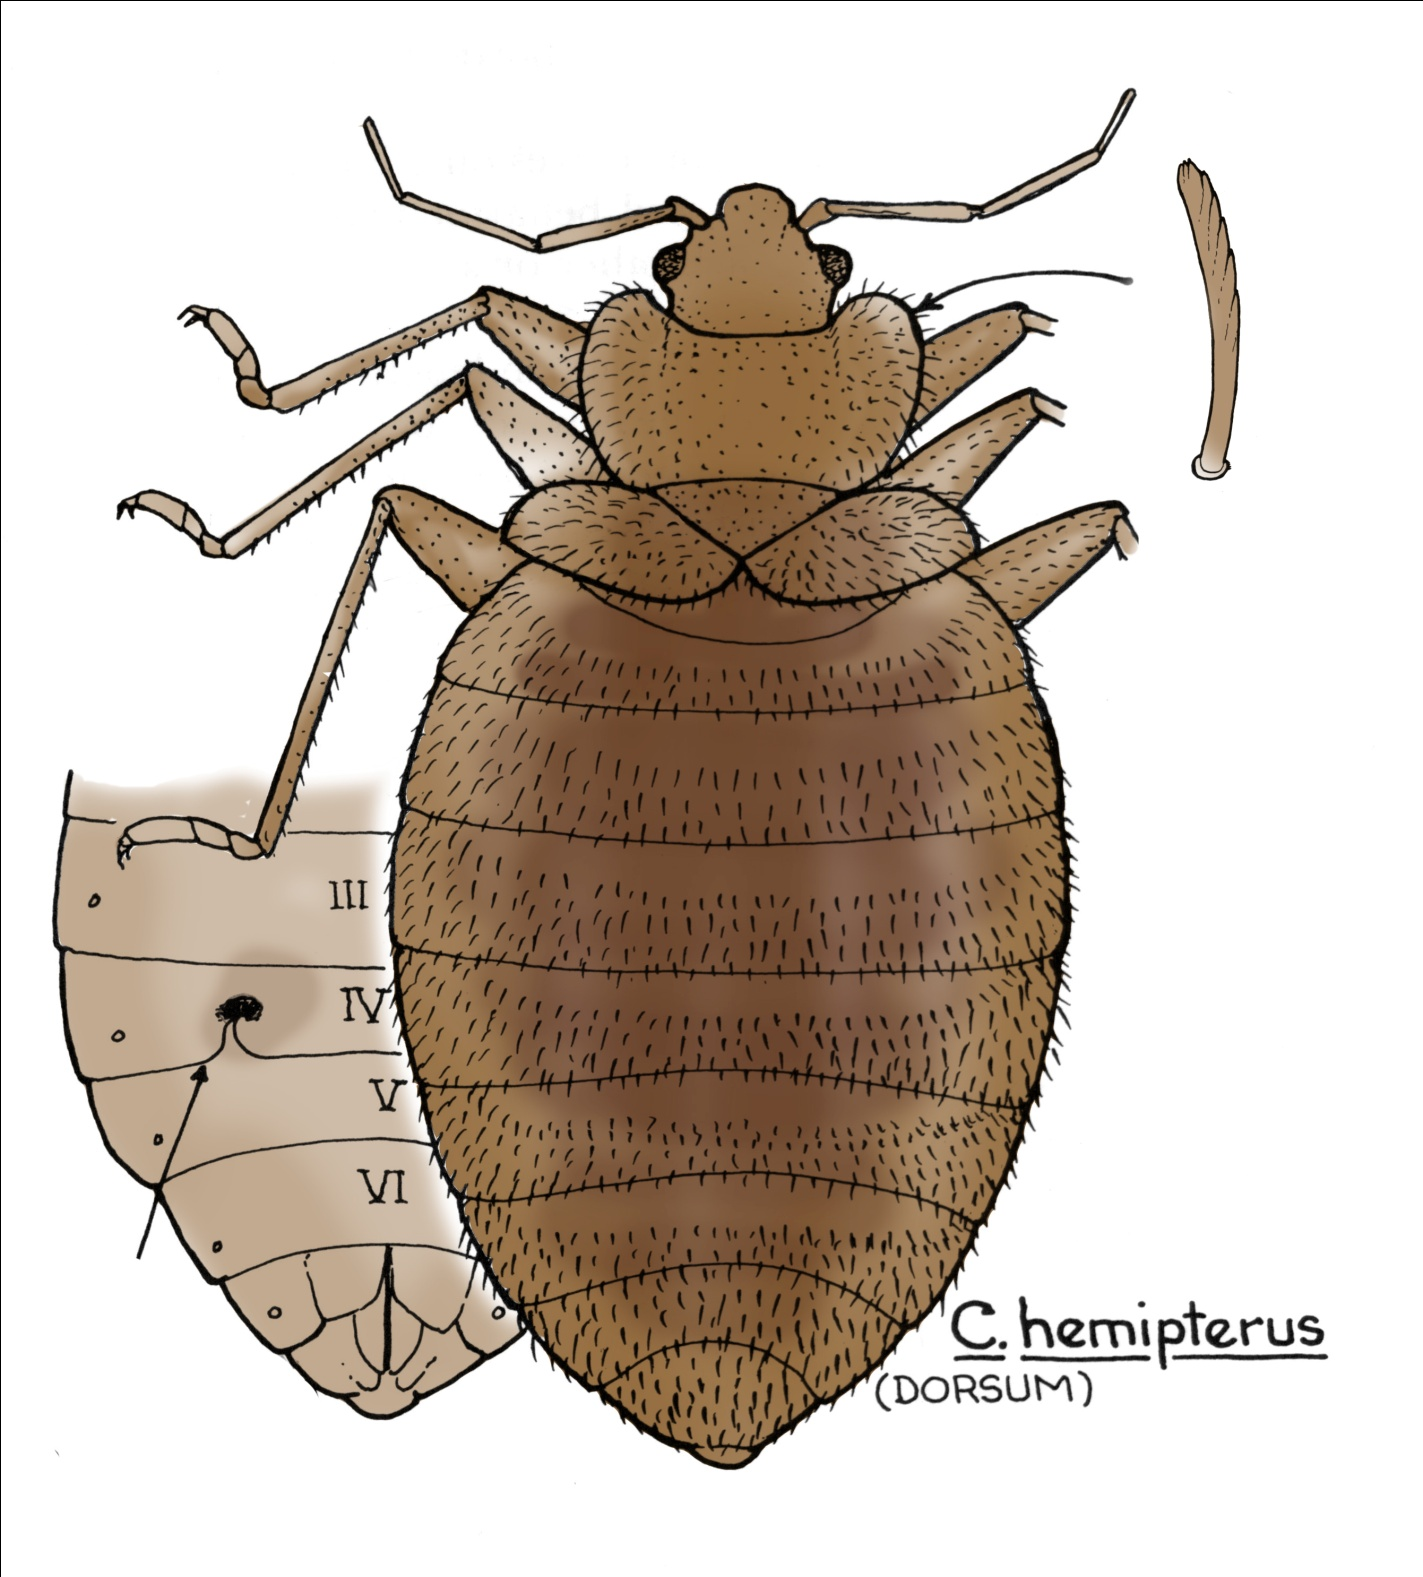 III
IV
V
VI
C. hemipterus
(DORSUM)